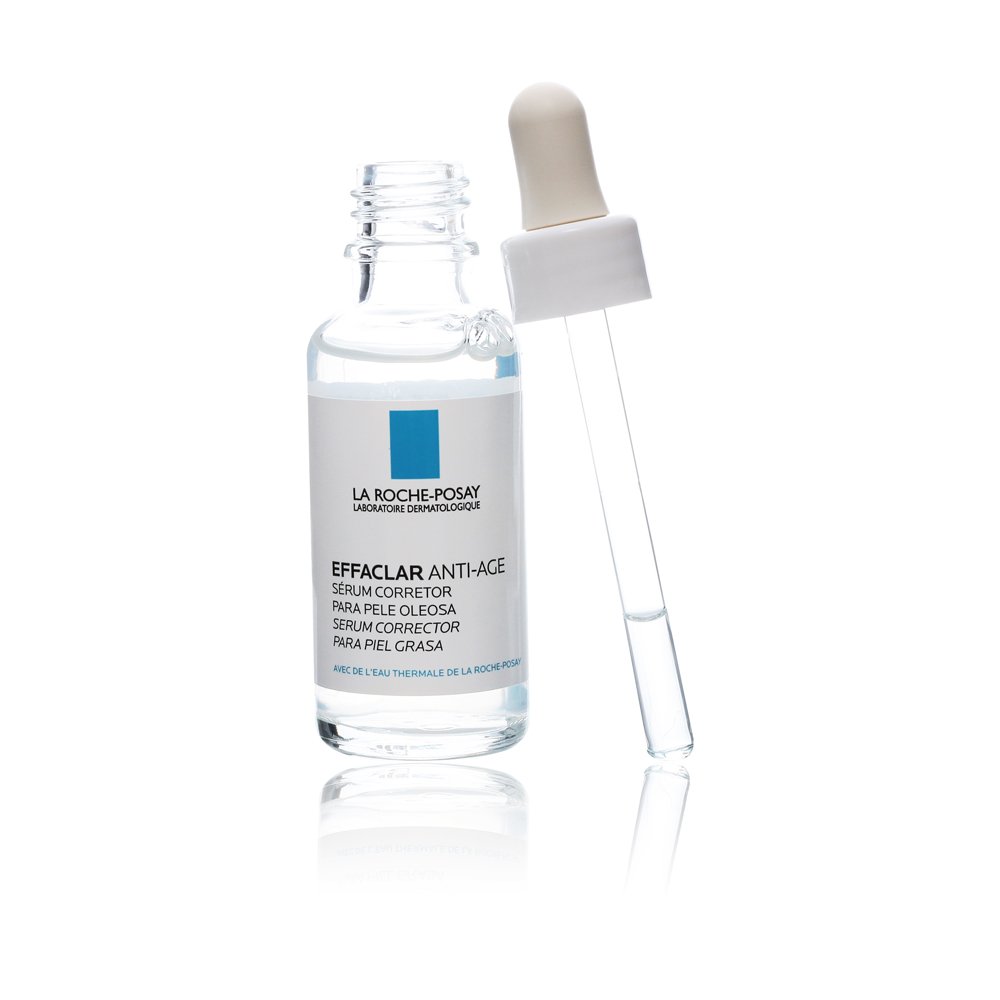 LA ROCHE-POSAY
LABORATOIRE DERMATOLOGIQUE
EFFACLAR ANTI-AGE
SÉRUM CORRETOR
PARA PELE OLEOSA
SERUM CORRECTOR
PARA PIEL GRASA
AVEC DE L'EAU THERMALE DE LA ROCHE-POSAY